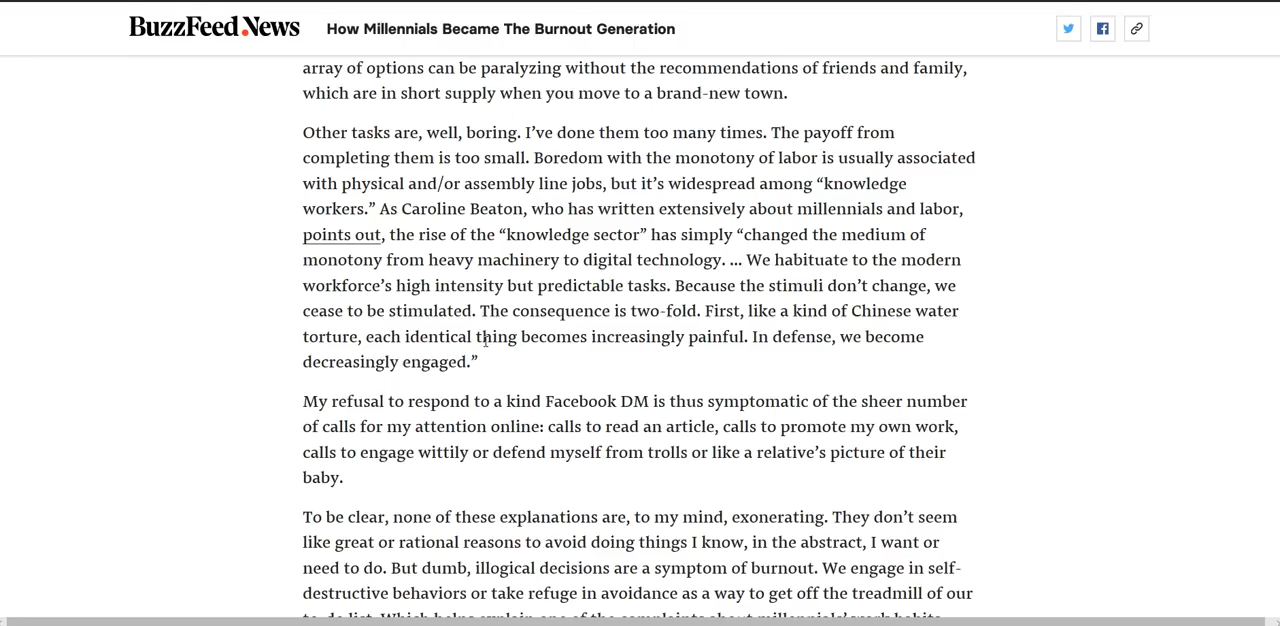 BuzzFeed News How Millennials Became The Burnout Generation
array of options can be paralyzing without the recommendations of friends and family,
which are in short supply when you move to a brand-new town.
Other tasks are, well, boring. I’ve done them too many times. The payoff from
completing them is too small. Boredom with the monotony of labor is usually associated
with physical and/or assembly line jobs, but it’s widespread among “knowledge
workers.” As Caroline Beaton, who has written extensively about millennials and labor,
points out, the rise of the “knowledge sector” has simply “changed the medium of
monotony from heavy machinery to digital technology. ... We habituate to the modern
workforce’s high intensity but predictable tasks. Because the stimuli don’t change, we
cease to be stimulated. The consequence is two-fold. First, like a kind of Chinese water
torture, each identical thing becomes increasingly painful. In defense, we become
decreasingly engaged.”
My refusal to respond to a kind Facebook DM is thus symptomatic of the sheer number
of calls for my attention online: calls to read an article, calls to promote my own work,
calls to engage wittily or defend myself from trolls or like a relative’s picture of their
baby.
To be clear, none of these explanations are, to my mind, exonerating. They don’t seem
like great or rational reasons to avoid doing things I know, in the abstract, I want or
need to do. But dumb, illogical decisions are a symptom of burnout. We engage in self-
destructive behaviors or take refuge in avoidance as a way to get off the treadmill of our
to-do list. Which helps explain one of the complaints about millennials’ work habits